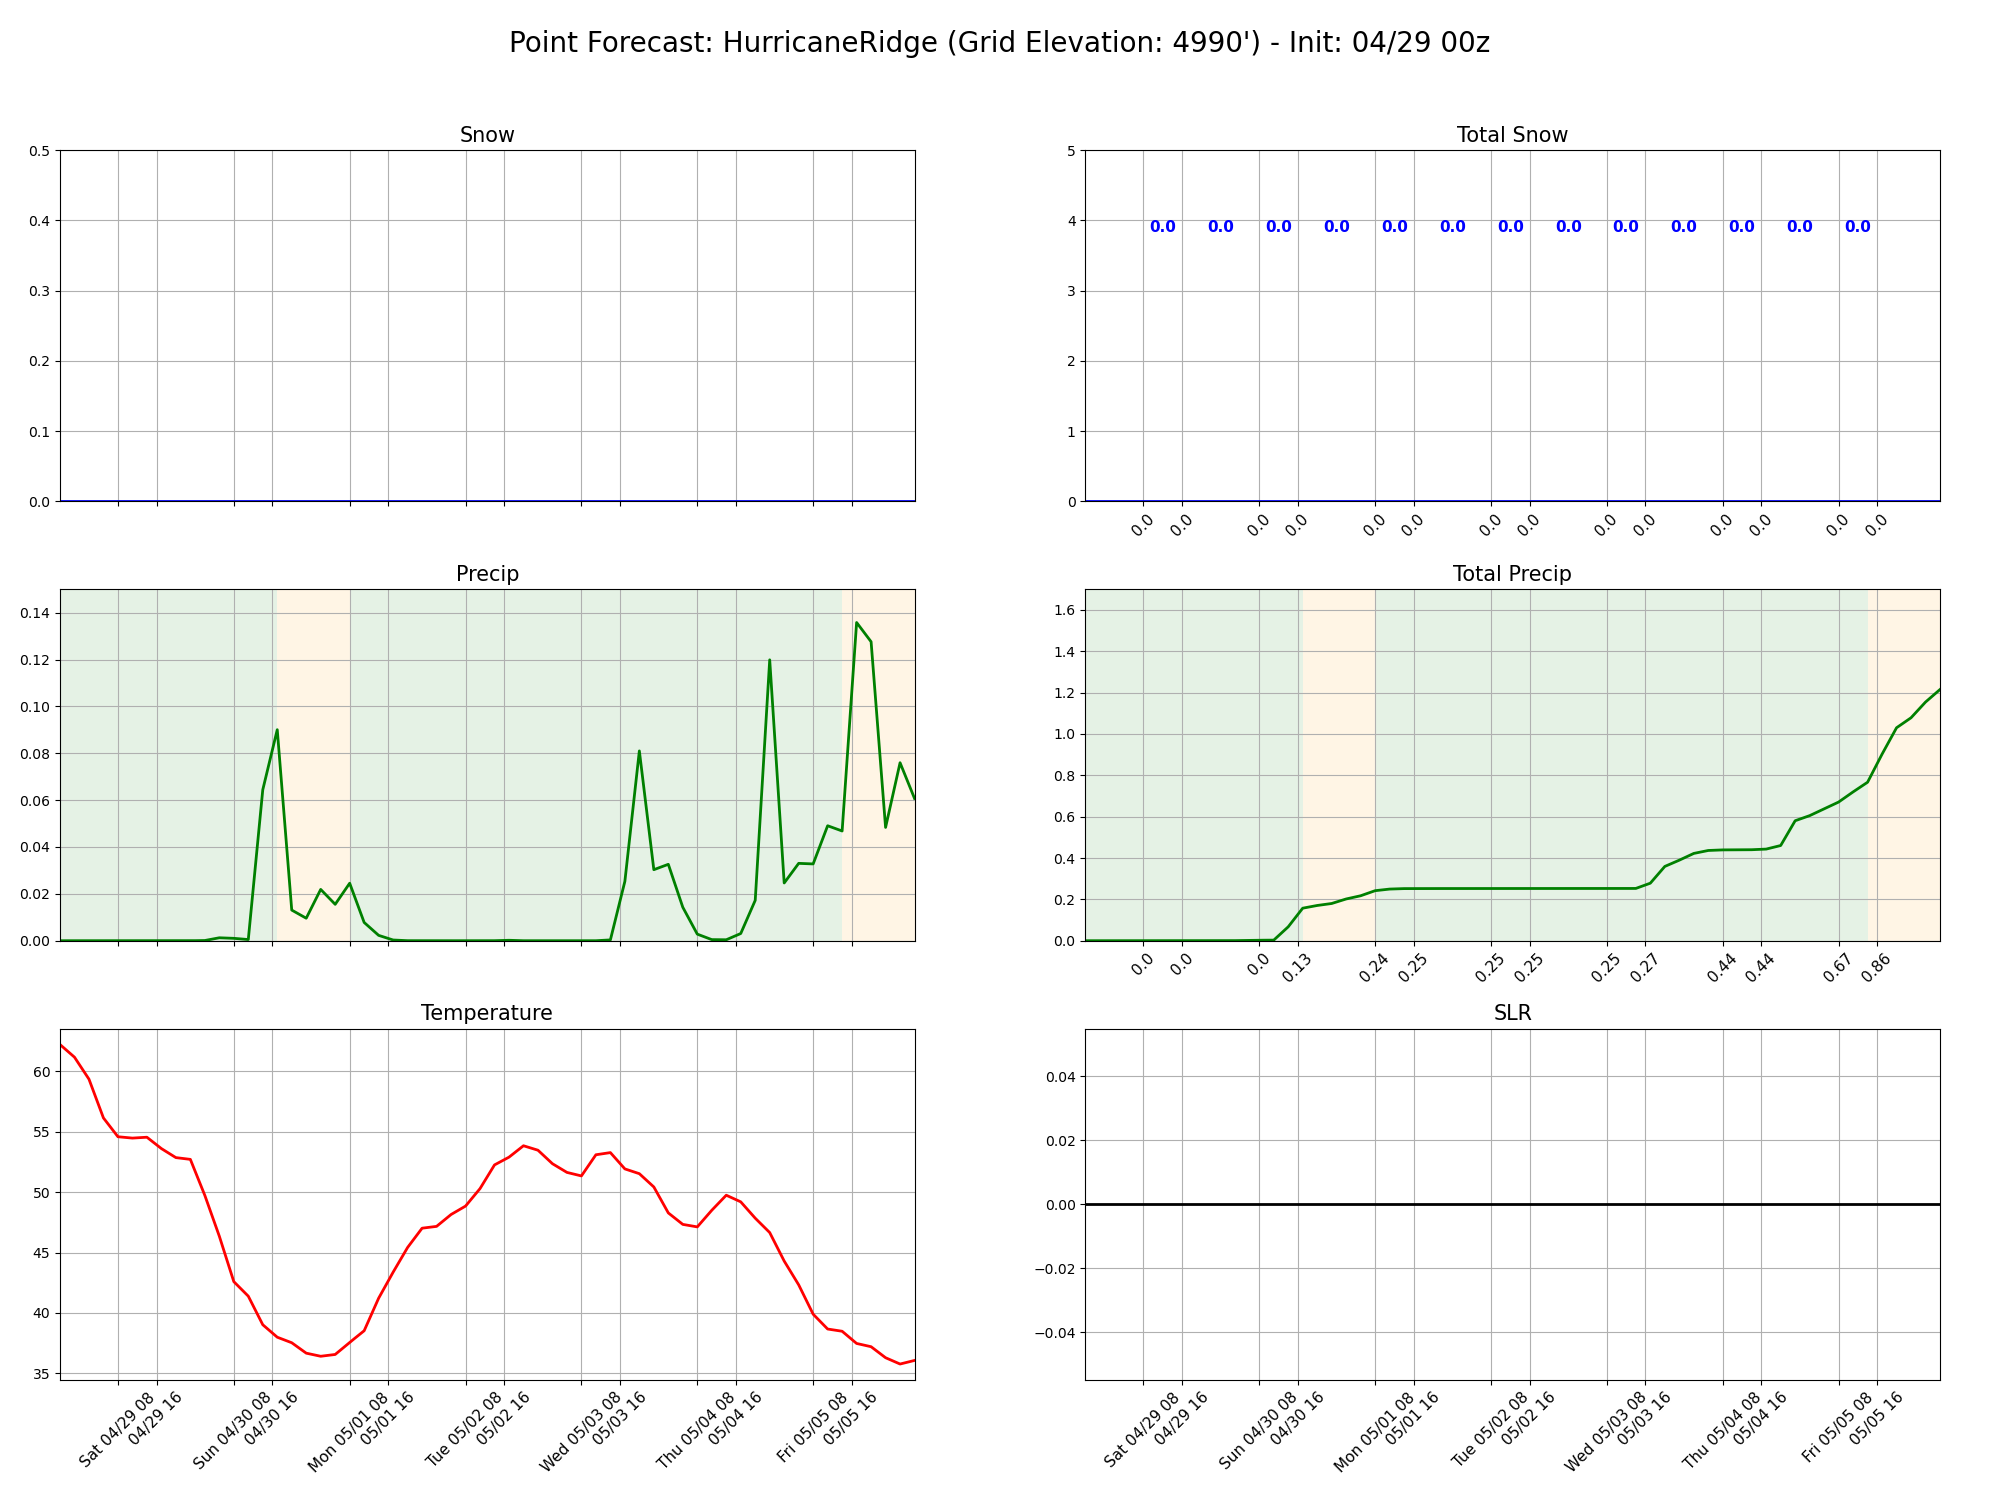 Point Forecast: HurricaneRidge (Grid Elevation: 4990') - Init: 04/29 00z
Snow
0.5
0.4
0.3
0.2
0.1
0.0
Total Snow
5
4
3
2
1
0
0.0 0.0 0.0 0.0 0.0 0.0 0.0 0.0 0.0 0.0 0.0 0.0 0.0
0.0 0.0 0.0 0.0 0.0 0.0 0.0 0.0 0.0 0.0 0.0 0.0 0.0 0.0
Precip
0.14
0.12
0.10
0.08
0.06
0.04
0.02
0.00
Total Precip
1.6
1.4
1.2
1.0
0.8
0.6
0.4
0.2
0.0
0.0 0.0 0.0 0.13 0.24 0.25 0.25 0.25 0.25 0.27 0.44 0.44 0.67 0.86
Temperature
60
55
50
45
40
35
Sat 04/29 08
04/29 16
Sun 04/30 08
04/30 16
Mon 05/01 08
05/01 16
Tue 05/02 08
05/02 16
Wed 05/03 08
05/03 16
Thu 05/04 08
05/04 16
Fri 05/05 08
05/05 16
SLR
0.04
0.02
0.00
−0.02
−0.04
Sat 04/29 08
04/29 16
Sun 04/30 08
04/30 16
Mon 05/01 08
05/01 16
Tue 05/02 08
05/02 16
Wed 05/03 08
05/03 16
Thu 05/04 08
05/04 16
Fri 05/05 08
05/05 16